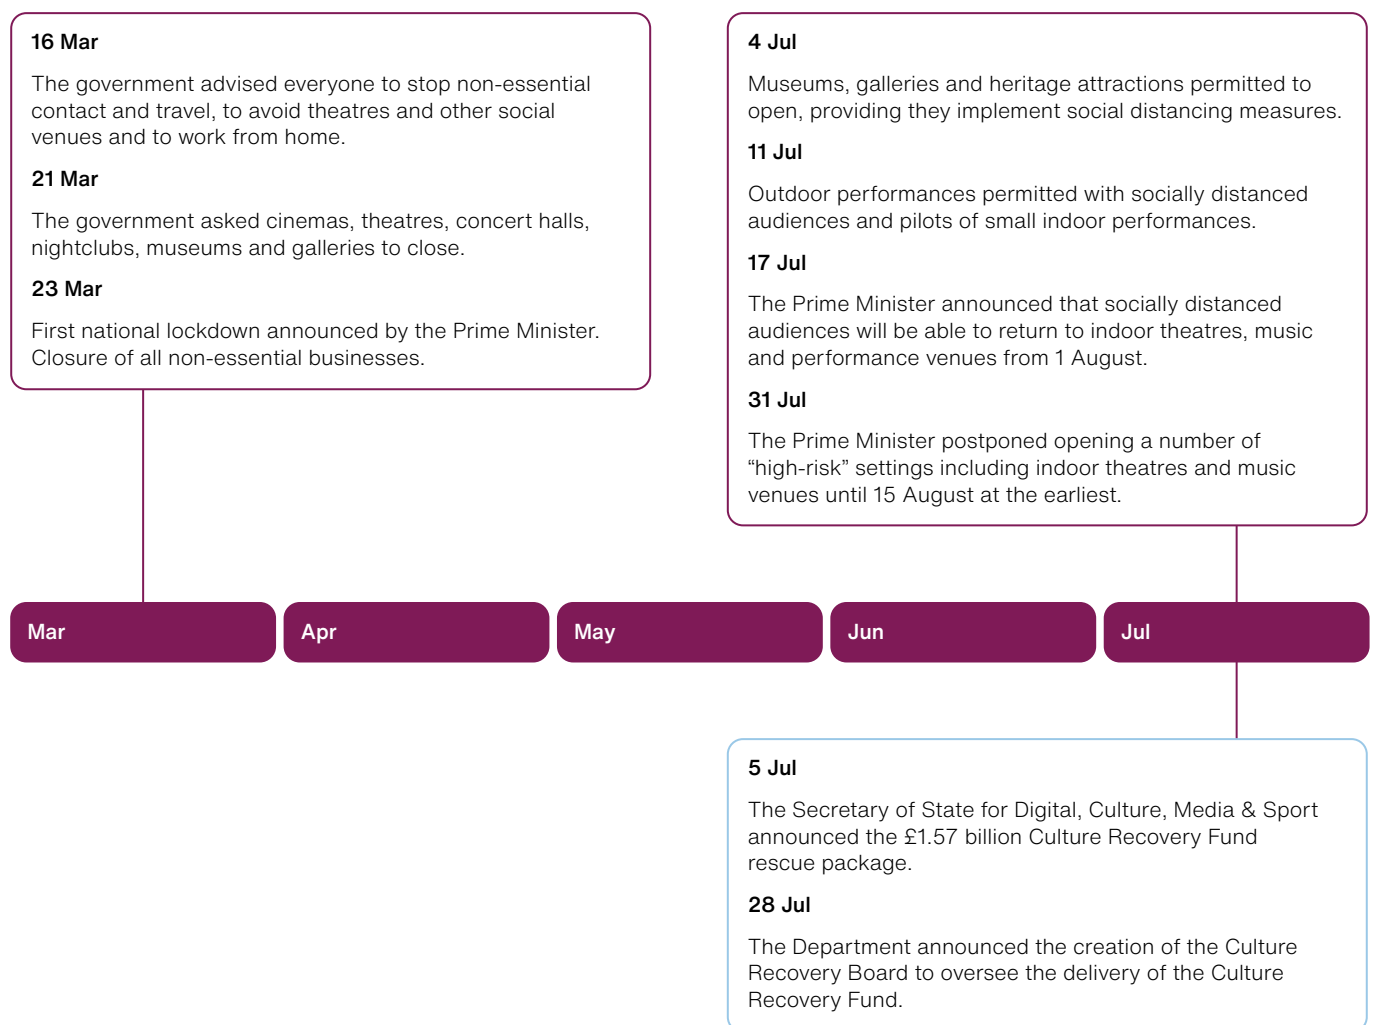 16 Mar
The government advised everyone to stop non-essential
contact and travel, to avoid theatres and other social
venues and to work from home.
21 Mar
The government asked cinemas, theatres, concert halls,
nightclubs, museums and galleries to close.
23 Mar
First national lockdown announced by the Prime Minister.
Closure of all non-essential businesses.
4 Jul
Museums, galleries and heritage attractions permitted to
open, providing they implement social distancing measures.
11 Jul
Outdoor performances permitted with socially distanced
audiences and pilots of small indoor performances.
17 Jul
The Prime Minister announced that socially distanced
audiences will be able to return to indoor theatres, music
and performance venues from 1 August.
31 Jul
The Prime Minister postponed opening a number of
“high-risk” settings including indoor theatres and music
venues until 15 August at the earliest.
Mar
Apr
May
Jun
Jul
5 Jul
The Secretary of State for Digital, Culture, Media & Sport
announced the £1.57 billion Culture Recovery Fund
rescue package.
28 Jul
The Department announced the creation of the Culture
Recovery Board to oversee the delivery of the Culture
Recovery Fund.